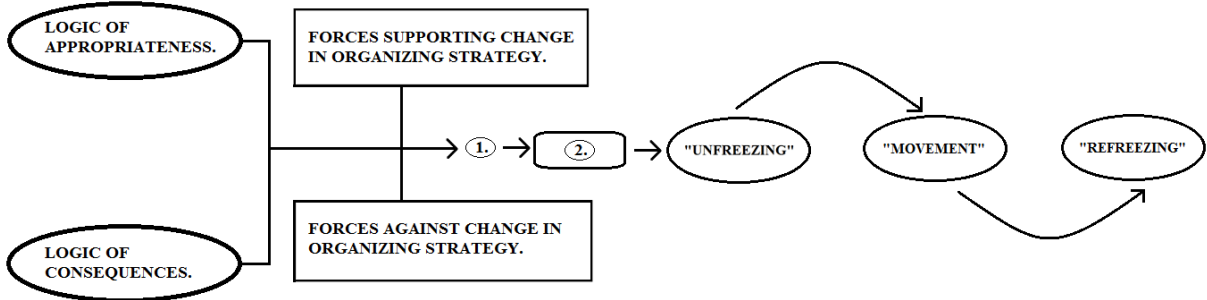 LOGIC OF
APPROPRIATENESS.
FORCES SUPPORTING CHANGE
IN ORGANIZING STRATEGY.
1.
2.
"UNFREEZING"
"MOVEMENT"
"REFREEZING"
FORCES AGAINST CHANGE IN
ORGANIZING STRATEGY.
LOGIC OF
CONSEQUENCES.